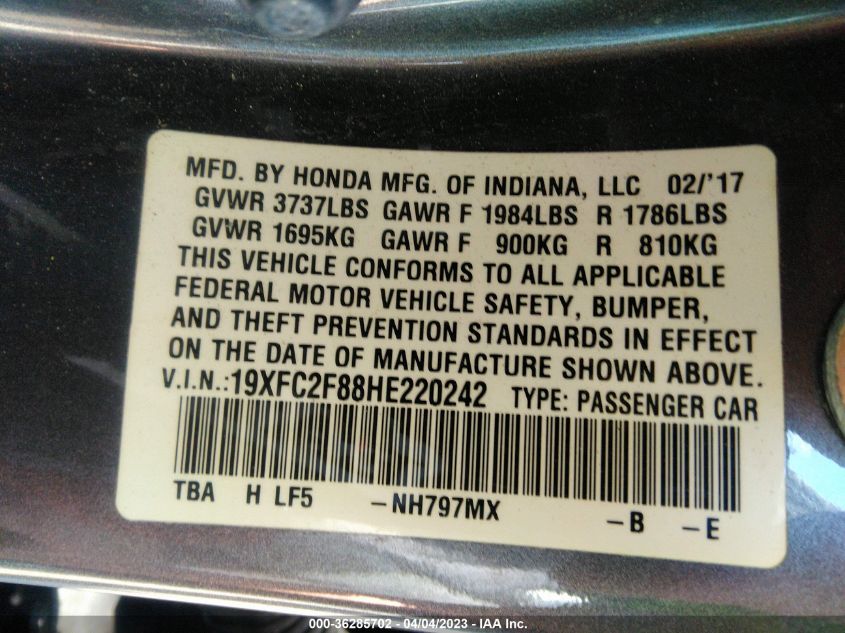 MFD. BY HONDA MFG. OF INDIANA, LLC 02/'17
GVWR 3737LBS GAWR F 1984LBS R 1786LBS
GVWR 1695KG GAWR F 900KG R 810KG
THIS VEHICLE CONFORMS TO ALL APPLICABLE
FEDERAL MOTOR VEHICLE SAFETY, BUMPER,
AND THEFT PREVENTION STANDARDS IN EFFECT
ON THE DATE OF MANUFACTURE SHOWN ABOVE.
V.I.N.:19XFC2F88HE220242 TYPE: PASSENGER CAR
TBA H LF5 -NH797MX -B -E
000-36285702 - 04/04/2023 - IAAI.COM